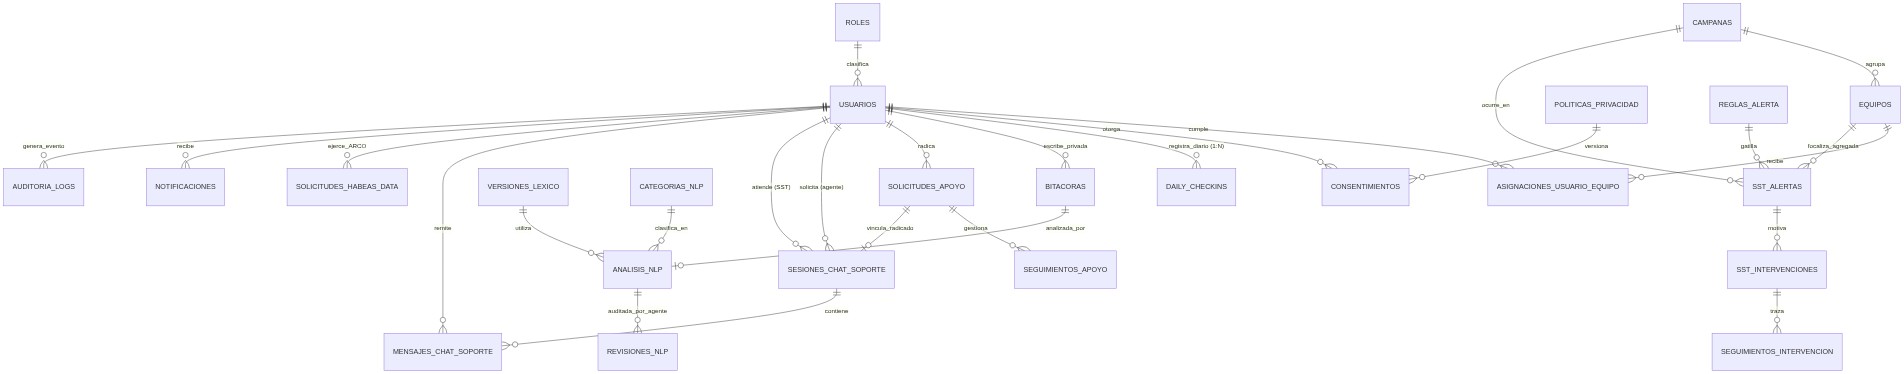 ROLES
CAMPANAS
clasifica
agrupa
USUARIOS
ocurre_en
POLITICAS_PRIVACIDAD
REGLAS_ALERTA
EQUIPOS
otorga
cumple
genera_evento
recibe
ejerce_ARCO
radica
escribe_privada
registra_diario (1:N)
versiona
gatilla
focaliza_agregada
recibe
AUDITORIA_LOGS
NOTIFICACIONES
SOLICITUDES_HABEAS_DATA
VERSIONES_LEXICO
CATEGORIAS_NLP
atiende (SST)
solicita (agente)
SOLICITUDES_APOYO
BITACORAS
DAILY_CHECKINS
CONSENTIMIENTOS
ASIGNACIONES_USUARIO_EQUIPO
SST_ALERTAS
remite
utiliza
clasifica_en
vincula_radicado
gestiona
analizada_por
motiva
ANALISIS_NLP
SESIONES_CHAT_SOPORTE
SEGUIMIENTOS_APOYO
SST_INTERVENCIONES
auditada_por_agente
contiene
traza
MENSAJES_CHAT_SOPORTE
REVISIONES_NLP
SEGUIMIENTOS_INTERVENCION